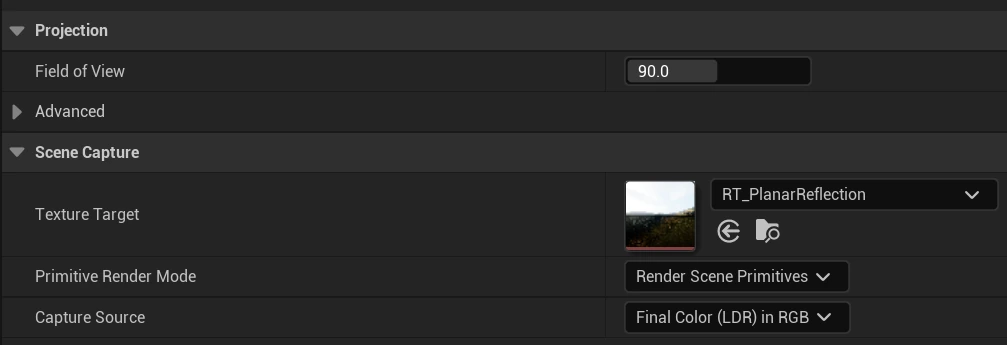 Projection
Field of View
90.0
Advanced
Scene Capture
Texture Target
RT_PlanarReflection
Primitive Render Mode
Render Scene Primitives
Capture Source
Final Color (LDR) in RGB